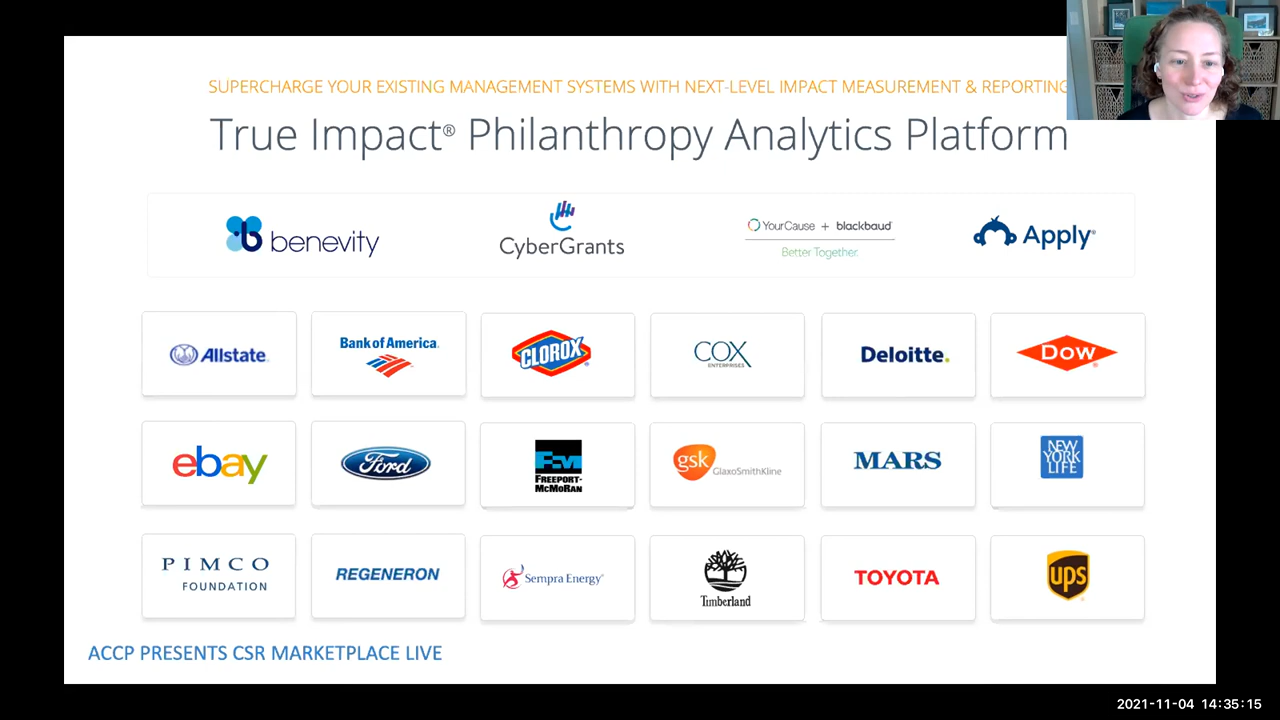 SUPERCHARGE YOUR EXISTING MANAGEMENT SYSTEMS WITH NEXT-LEVEL IMPACT MEASUREMENT & REPORTING
True Impact® Philanthropy Analytics Platform
benevity
CyberGrants
YourCause + blackbaud
Better Together.
Apply®
Allstate
Bank of America
CLOROX
COX
ENTERPRISES
Deloitte.
Dow
ebay
Ford
FM
FREEPORT-
McMoRAN
gsk
GlaxoSmithKline
MARS
NEW
YORK
LIFE
PIMCO
FOUNDATION
REGENERON
Sempra Energy®
Timberland
TOYOTA
ups
ACCP PRESENTS CSR MARKETPLACE LIVE
2021-11-04 14:35:15